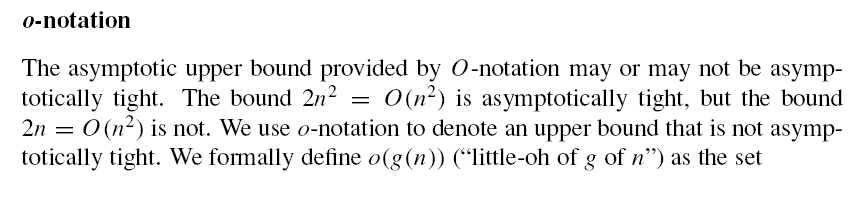 o-notation
The asymptotic upper bound provided by O-notation may or may not be asymp-
totically tight. The bound 2n² = O(n²) is asymptotically tight, but the bound
2n = O(n²) is not. We use o-notation to denote an upper bound that is not asymp-
totically tight. We formally define o(g(n)) (“little-oh of g of n”) as the set